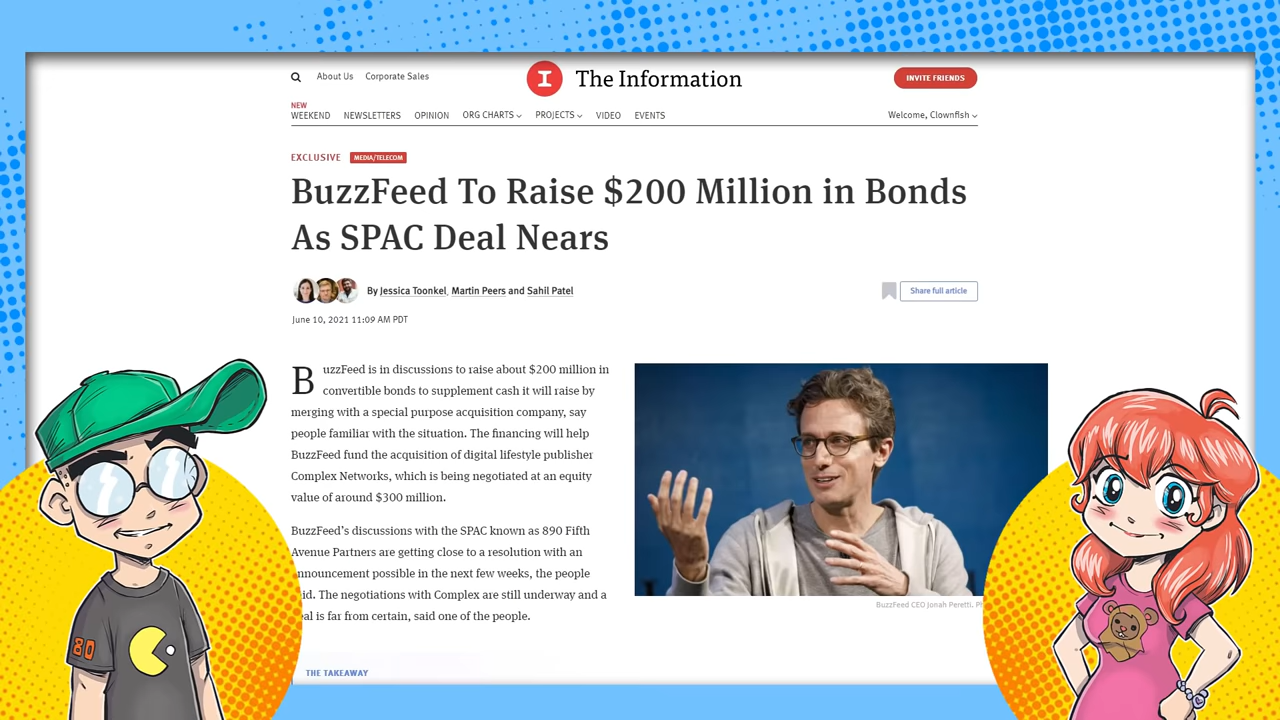 About Us Corporate Sales
I The Information
INVITE FRIENDS
NEW
WEEKEND NEWSLETTERS OPINION ORG CHARTS PROJECTS VIDEO EVENTS
Welcome, Clownfish
EXCLUSIVE MEDIA/TELECOM
BuzzFeed To Raise $200 Million in Bonds
As SPAC Deal Nears
By Jessica Toonkel, Martin Peers and Sahil Patel
Share full article
June 10, 2021 11:09 AM PDT
BuzzFeed is in discussions to raise about $200 million in
convertible bonds to supplement cash it will raise by
merging with a special purpose acquisition company, say
people familiar with the situation. The financing will help
BuzzFeed fund the acquisition of digital lifestyle publisher
Complex Networks, which is being negotiated at an equity
value of around $300 million.
BuzzFeed's discussions with the SPAC known as 890 Fifth
Avenue Partners are getting close to a resolution with an
announcement possible in the next few weeks, the people
The negotiations with Complex are still underway and a
is far from certain, said one of the people.
BuzzFeed CEO Jonah Peretti.
THE TAKEAWAY
80